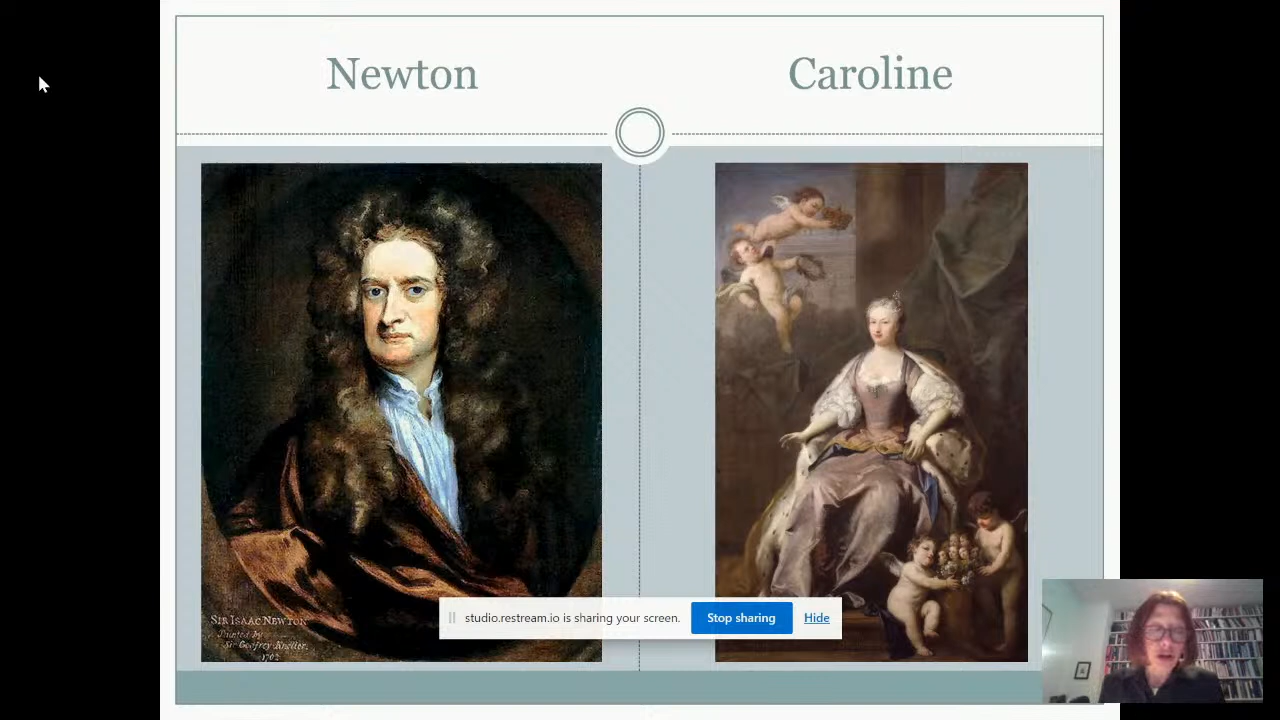 Newton
Caroline
SIR ISAAC NEWTON
Painted by
Sir Godfrey Kneller.
1702
studio.restream.io is sharing your screen.
Stop sharing
Hide